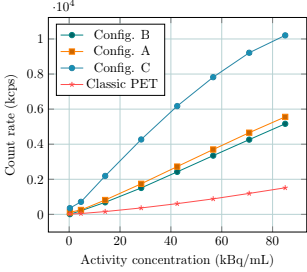 ·10⁴
1
0.8
0.6
0.4
0.2
0
0
20
40
60
80
Count rate (kcps)
Activity concentration (kBq/mL)
Config. B
Config. A
Config. C
Classic PET